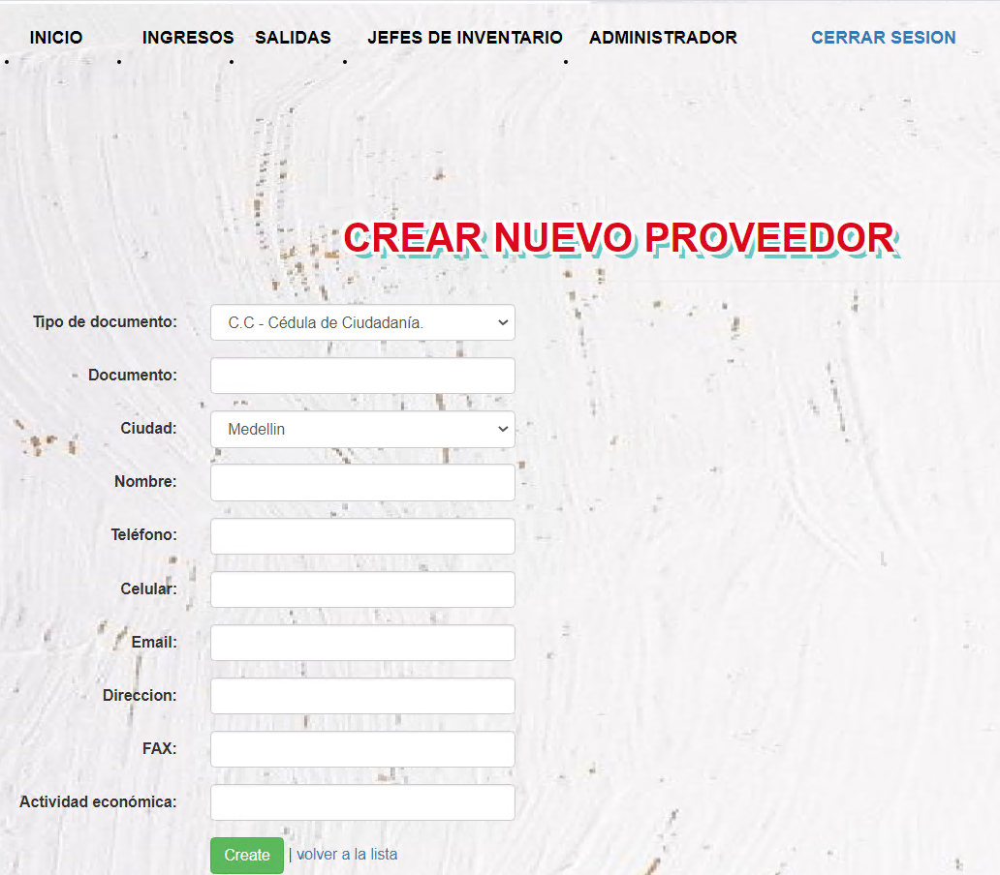 INICIO INGRESOS SALIDAS JEFES DE INVENTARIO ADMINISTRADOR CERRAR SESION
CREAR NUEVO PROVEEDOR
Tipo de documento: C.C - Cédula de Ciudadanía.
Documento:
Ciudad: Medellin
Nombre:
Teléfono:
Celular:
Email:
Direccion:
FAX:
Actividad económica:
Create | volver a la lista